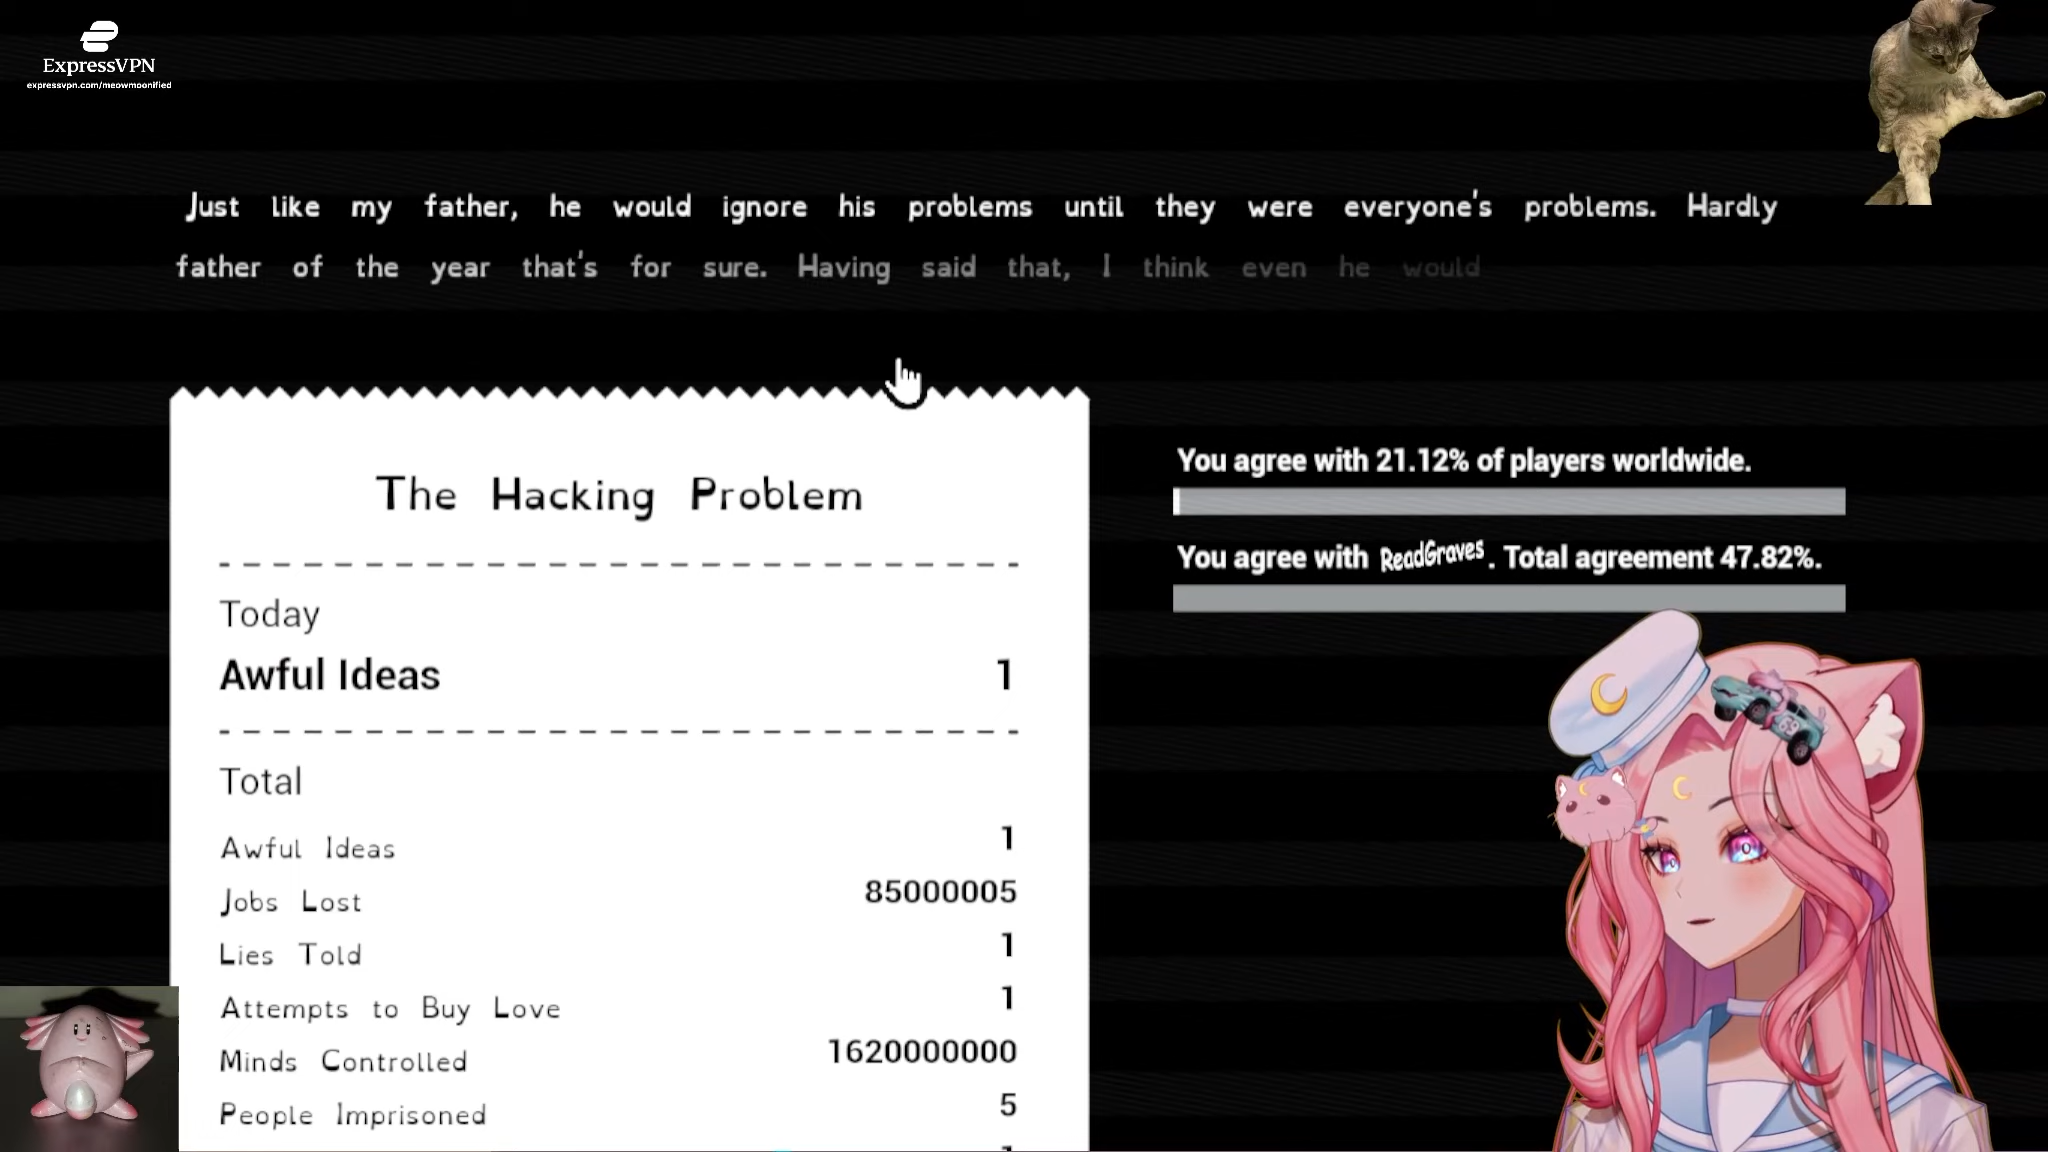 ExpressVPN
expressvpn.com/meowmoonified
Just like my father, he would ignore his problems until they were everyone's problems. Hardly
father of the year that's for sure. Having said that, I think even he would
The Hacking Problem
Today
Awful Ideas 1
Total
Awful Ideas 1
Jobs Lost 85000005
Lies Told 1
Attempts to Buy Love 1
Minds Controlled 1620000000
People Imprisoned 5
You agree with 21.12% of players worldwide.
You agree with ReadGraves. Total agreement 47.82%.
68